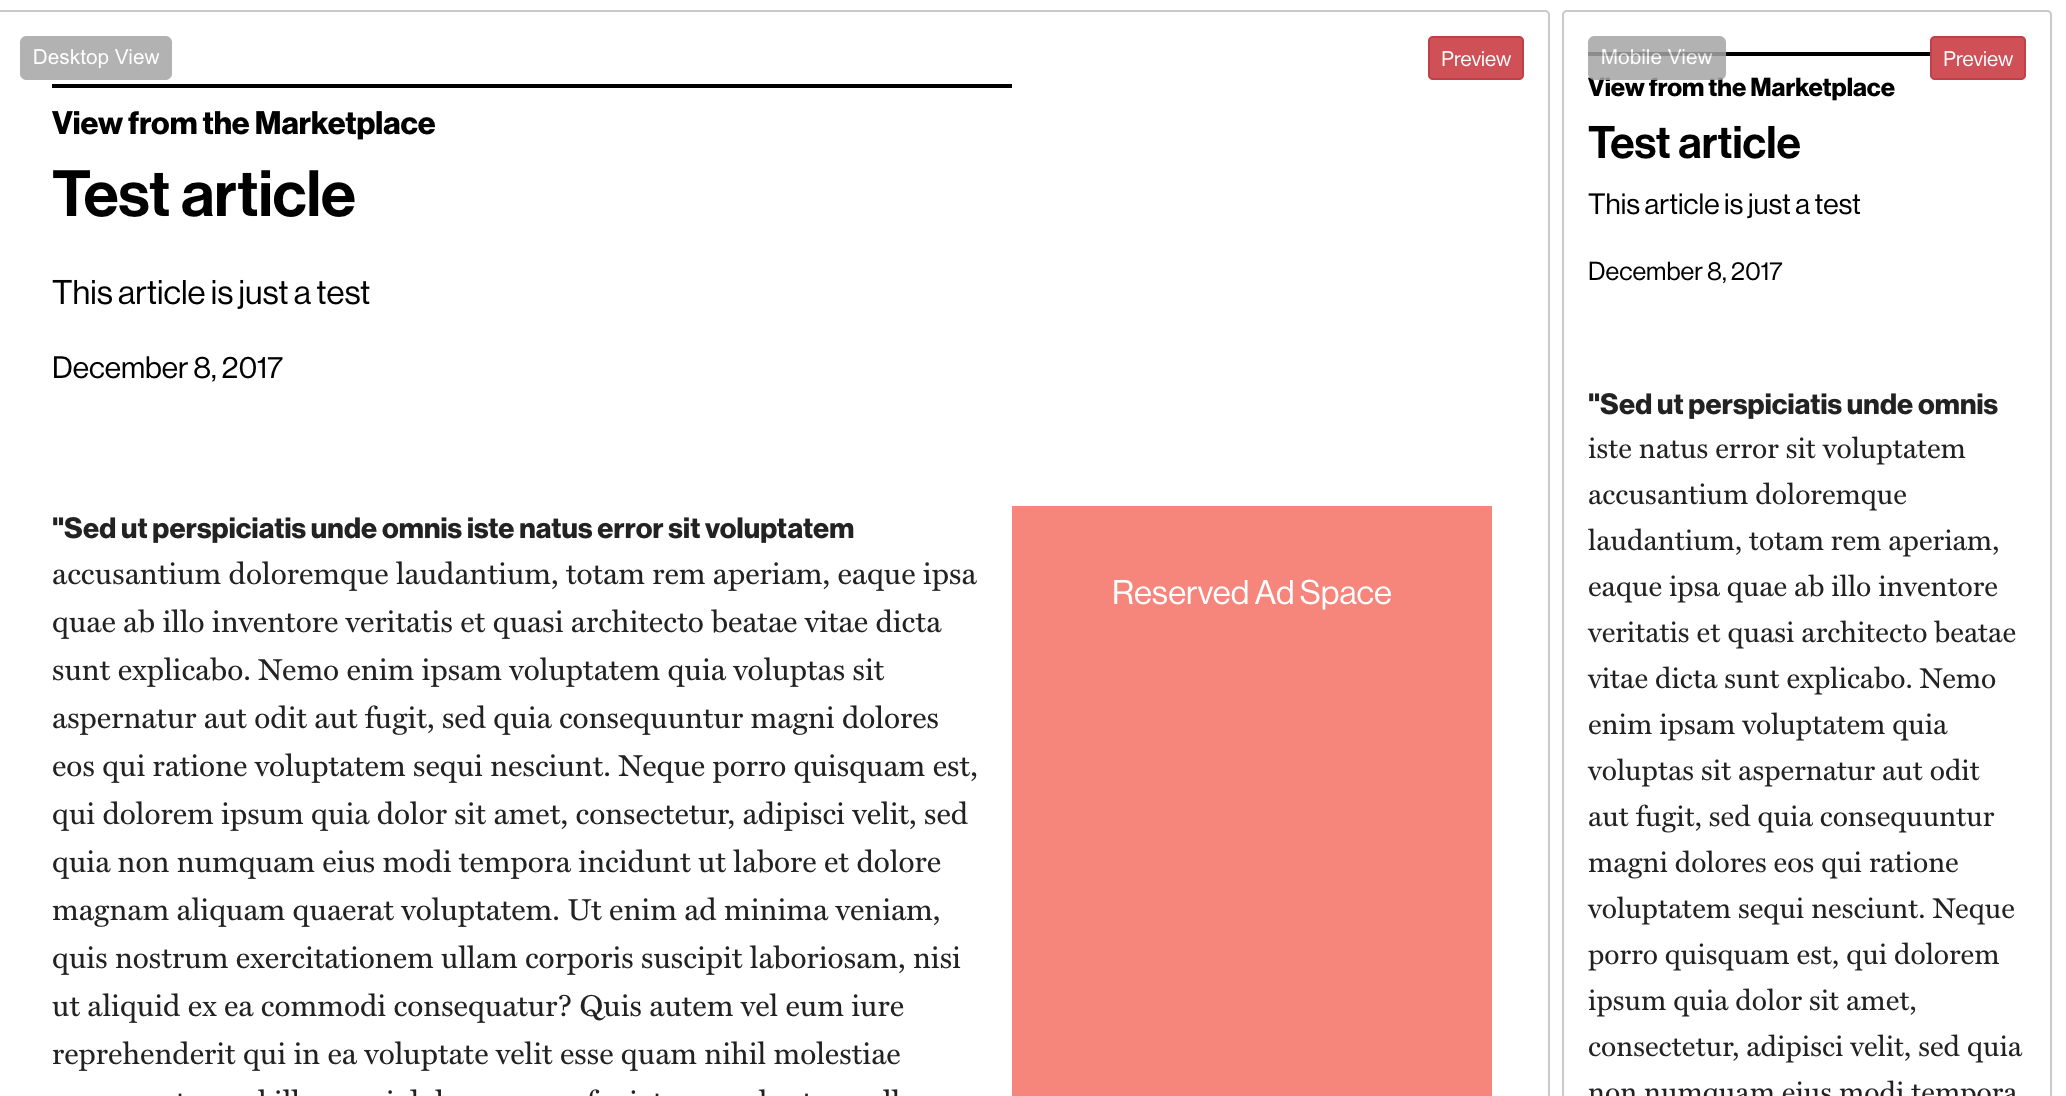 Desktop View
Preview
View from the Marketplace
Test article
This article is just a test
December 8, 2017
"Sed ut perspiciatis unde omnis iste natus error sit voluptatem
accusantium doloremque laudantium, totam rem aperiam, eaque ipsa
quae ab illo inventore veritatis et quasi architecto beatae vitae dicta
sunt explicabo. Nemo enim ipsam voluptatem quia voluptas sit
aspernatur aut odit aut fugit, sed quia consequuntur magni dolores
eos qui ratione voluptatem sequi nesciunt. Neque porro quisquam est,
qui dolorem ipsum quia dolor sit amet, consectetur, adipisci velit, sed
quia non numquam eius modi tempora incidunt ut labore et dolore
magnam aliquam quaerat voluptatem. Ut enim ad minima veniam,
quis nostrum exercitationem ullam corporis suscipit laboriosam, nisi
ut aliquid ex ea commodi consequatur? Quis autem vel eum iure
reprehenderit qui in ea voluptate velit esse quam nihil molestiae
Reserved Ad Space
Mobile View
Preview
View from the Marketplace
Test article
This article is just a test
December 8, 2017
"Sed ut perspiciatis unde omnis
iste natus error sit voluptatem
accusantium doloremque
laudantium, totam rem aperiam,
eaque ipsa quae ab illo inventore
veritatis et quasi architecto beatae
vitae dicta sunt explicabo. Nemo
enim ipsam voluptatem quia
voluptas sit aspernatur aut odit
aut fugit, sed quia consequuntur
magni dolores eos qui ratione
voluptatem sequi nesciunt. Neque
porro quisquam est, qui dolorem
ipsum quia dolor sit amet,
consectetur, adipisci velit, sed quia
non numquam eius modi tempora